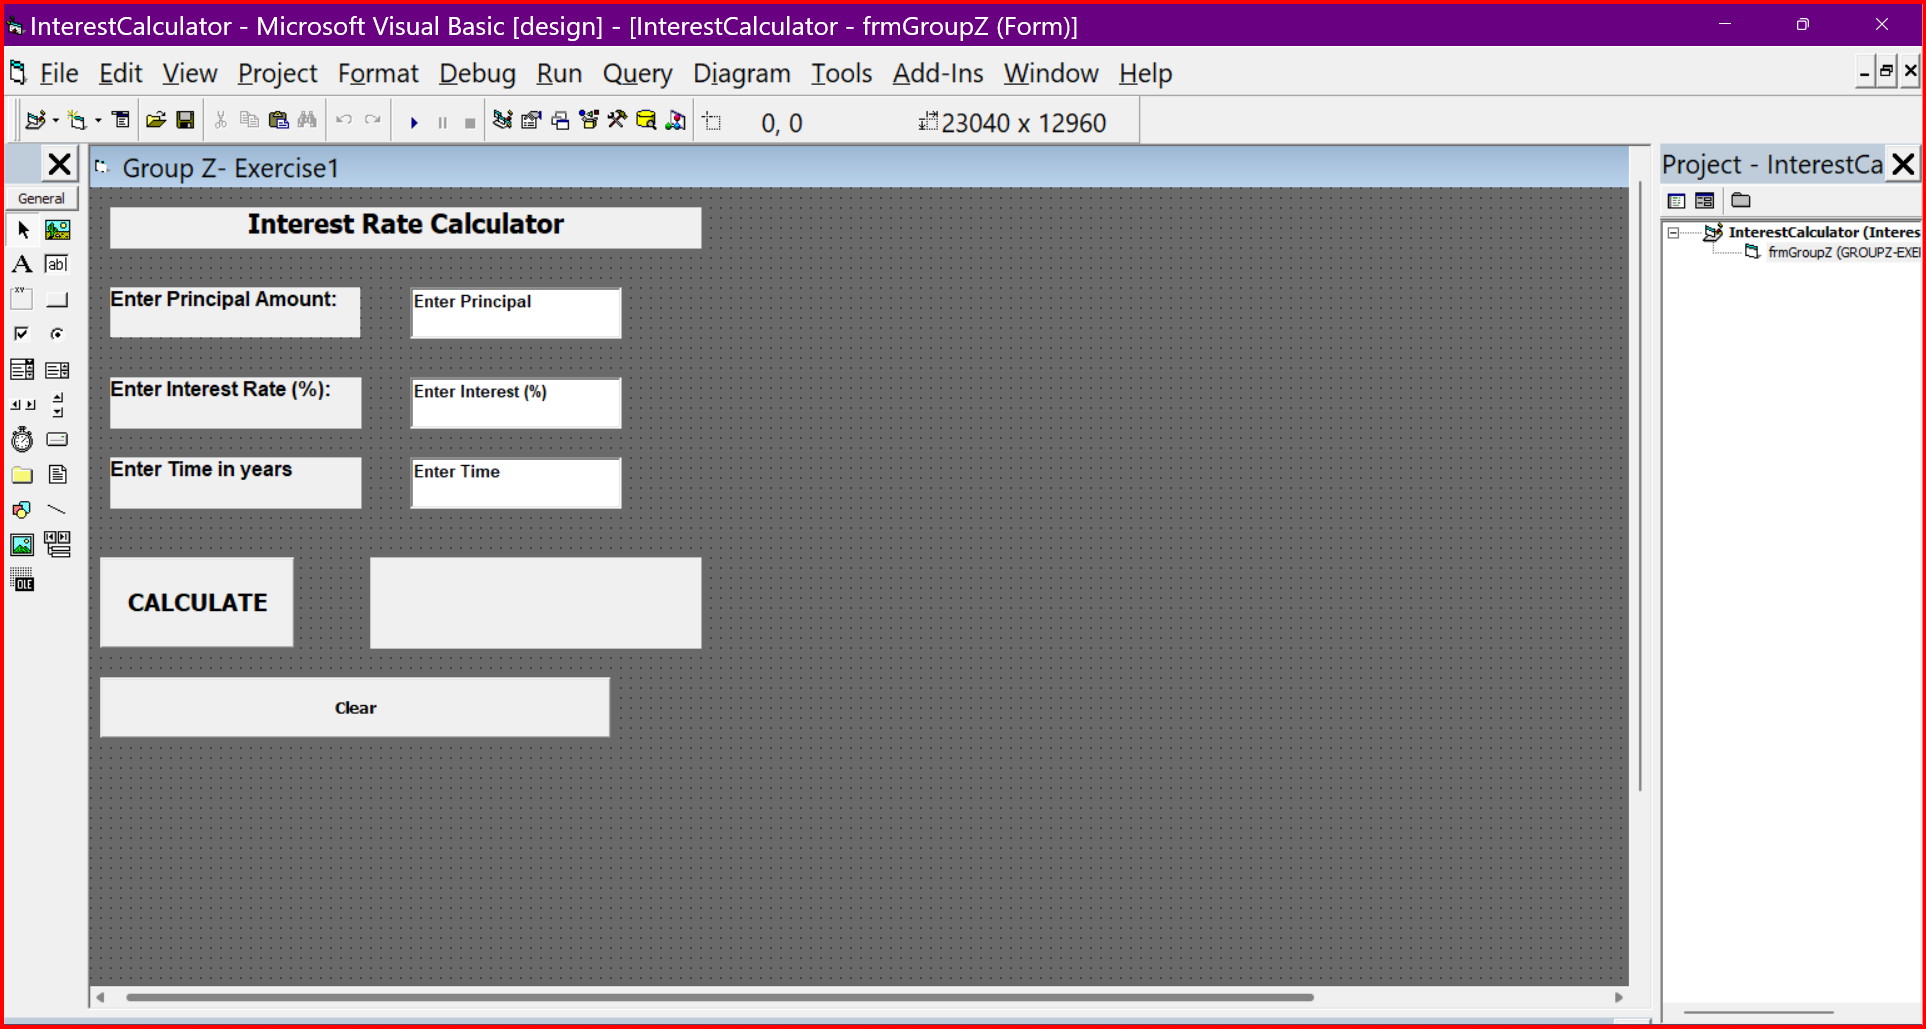 InterestCalculator - Microsoft Visual Basic [design] - [InterestCalculator - frmGroupZ (Form)]
File Edit View Project Format Debug Run Query Diagram Tools Add-Ins Window Help
0, 0 23040 x 12960
Group Z- Exercise1
Project - InterestCa
General
Interest Rate Calculator
InterestCalculator (Interes
frmGroupZ (GROUPZ-EXE
A ab|
XY
Enter Principal Amount: Enter Principal
Enter Interest Rate (%): Enter Interest (%)
Enter Time in years Enter Time
OLE
CALCULATE
Clear